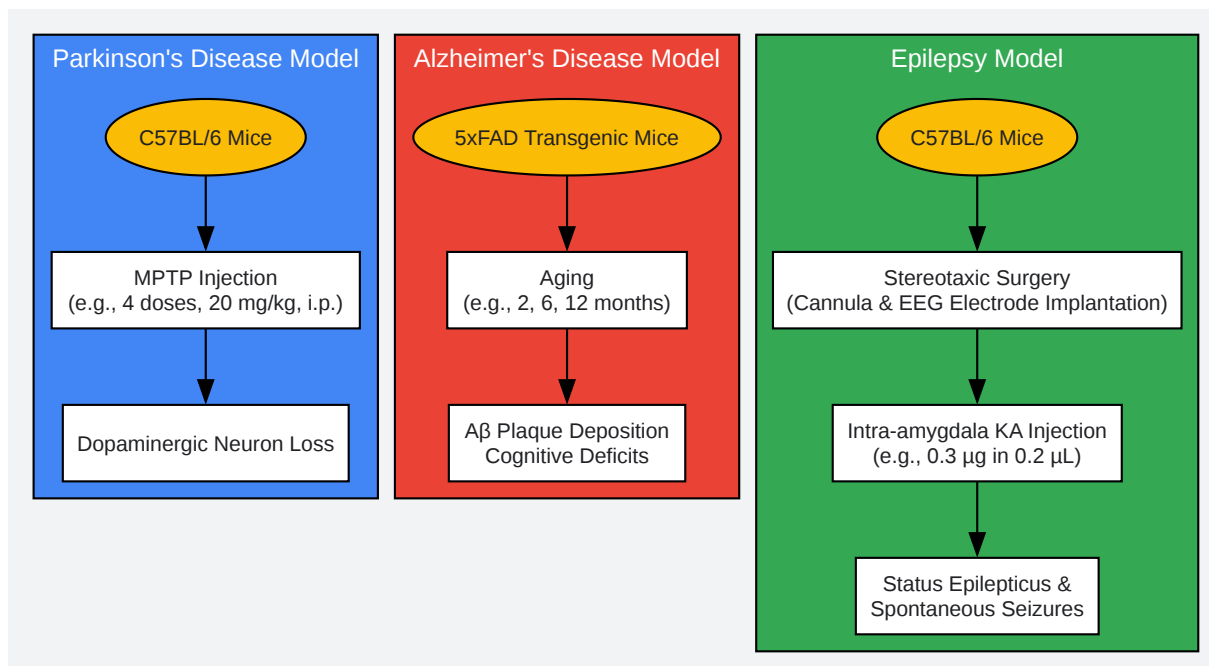 Parkinson's Disease Model
C57BL/6 Mice
MPTP Injection
(e.g., 4 doses, 20 mg/kg, i.p.)
Dopaminergic Neuron Loss
Alzheimer's Disease Model
5xFAD Transgenic Mice
Aging
(e.g., 2, 6, 12 months)
Aβ Plaque Deposition
Cognitive Deficits
Epilepsy Model
C57BL/6 Mice
Stereotaxic Surgery
(Cannula & EEG Electrode Implantation)
Intra-amygdala KA Injection
(e.g., 0.3 µg in 0.2 µL)
Status Epilepticus &
Spontaneous Seizures